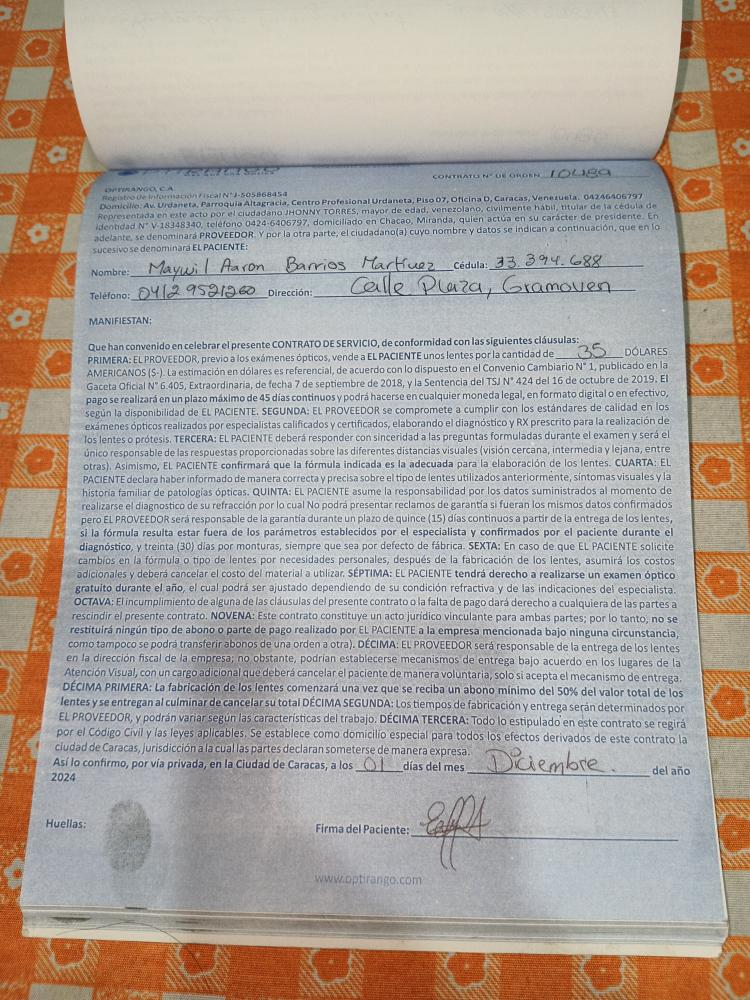 CONTRATO N° DE ORDEN 10489
OPTIRANGO, C.A
Registro de Información Fiscal N°J-505868454
Domicilio: Av. Urdaneta, Parroquia Altagracia, Centro Profesional Urdaneta, Piso 07, Oficina D, Caracas, Venezuela. 04246406797
Representada en este acto por el ciudadano JHONNY TORRES, mayor de edad, venezolano, civilmente hábil, titular de la cédula de
identidad N° V-18348340, teléfono 0424-6406797, domiciliado en Chacao, Miranda, quien actúa en su carácter de presidente. En
adelante, se denominará PROVEEDOR. Y por la otra parte, el ciudadano(a) cuyo nombre y datos se indican a continuación, que en lo
sucesivo se denominará EL PACIENTE:
Nombre: Maywil Aaron Barrios Martíuez Cédula: 33.394.688
Teléfono: 0412 9521260 Dirección: Calle Plaza, Gramoven
MANIFIESTAN:
Que han convenido en celebrar el presente CONTRATO DE SERVICIO, de conformidad con las siguientes cláusulas:
PRIMERA: EL PROVEEDOR, previo a los exámenes ópticos, vende a EL PACIENTE unos lentes por la cantidad de 35 DÓLARES
AMERICANOS ($-). La estimación en dólares es referencial, de acuerdo con lo dispuesto en el Convenio Cambiario N° 1, publicado en la
Gaceta Oficial N° 6.405, Extraordinaria, de fecha 7 de septiembre de 2018, y la Sentencia del TSJ N° 424 del 16 de octubre de 2019. El
pago se realizará en un plazo máximo de 45 días continuos y podrá hacerse en cualquier moneda legal, en formato digital o en efectivo,
según la disponibilidad de EL PACIENTE. SEGUNDA: EL PROVEEDOR se compromete a cumplir con los estándares de calidad en los
exámenes ópticos realizados por especialistas calificados y certificados, elaborando el diagnóstico y RX prescrito para la realización de
los lentes o prótesis. TERCERA: EL PACIENTE deberá responder con sinceridad a las preguntas formuladas durante el examen y será el
único responsable de las respuestas proporcionadas sobre las diferentes distancias visuales (visión cercana, intermedia y lejana, entre
otras). Asimismo, EL PACIENTE confirmará que la fórmula indicada es la adecuada para la elaboración de los lentes. CUARTA: EL
PACIENTE declara haber informado de manera correcta y precisa sobre el tipo de lentes utilizados anteriormente, síntomas visuales y la
historia familiar de patologías ópticas. QUINTA: EL PACIENTE asume la responsabilidad por los datos suministrados al momento de
realizarse el diagnostico de su refracción por lo cual No podrá presentar reclamos de garantía si fueran los mismos datos confirmados
pero EL PROVEEDOR será responsable de la garantía durante un plazo de quince (15) días continuos a partir de la entrega de los lentes,
si la fórmula resulta estar fuera de los parámetros establecidos por el especialista y confirmados por el paciente durante el
diagnóstico, y treinta (30) días por monturas, siempre que sea por defecto de fábrica. SEXTA: En caso de que EL PACIENTE solicite
cambios en la fórmula o tipo de lentes por necesidades personales, después de la fabricación de los lentes, asumirá los costos
adicionales y deberá cancelar el costo del material a utilizar. SÉPTIMA: EL PACIENTE tendrá derecho a realizarse un examen óptico
gratuito durante el año, el cual podrá ser ajustado dependiendo de su condición refractiva y de las indicaciones del especialista.
OCTAVA: El incumplimiento de alguna de las cláusulas del presente contrato o la falta de pago dará derecho a cualquiera de las partes a
rescindir el presente contrato. NOVENA: Este contrato constituye un acto jurídico vinculante para ambas partes; por lo tanto, no se
restituirá ningún tipo de abono o parte de pago realizado por EL PACIENTE a la empresa mencionada bajo ninguna circunstancia,
como tampoco se podrá transferir abonos de una orden a otra). DÉCIMA: EL PROVEEDOR será responsable de la entrega de los lentes
en la dirección fiscal de la empresa; no obstante, podrían establecerse mecanismos de entrega bajo acuerdo en los lugares de la
Atención Visual, con un cargo adicional que deberá cancelar el paciente de manera voluntaria, solo si acepta el mecanismo de entrega.
DÉCIMA PRIMERA: La fabricación de los lentes comenzará una vez que se reciba un abono mínimo del 50% del valor total de los
lentes y se entregan al culminar de cancelar su total DÉCIMA SEGUNDA: Los tiempos de fabricación y entrega serán determinados por
EL PROVEEDOR, y podrán variar según las características del trabajo. DÉCIMA TERCERA: Todo lo estipulado en este contrato se regirá
por el Código Civil y las leyes aplicables. Se establece como domicilio especial para todos los efectos derivados de este contrato la
ciudad de Caracas, jurisdicción a la cual las partes declaran someterse de manera expresa.
Así lo confirmo, por vía privada, en la Ciudad de Caracas, a los 01 días del mes Diciembre. del año
2024
Huellas:
Firma del Paciente:
www.optirango.com